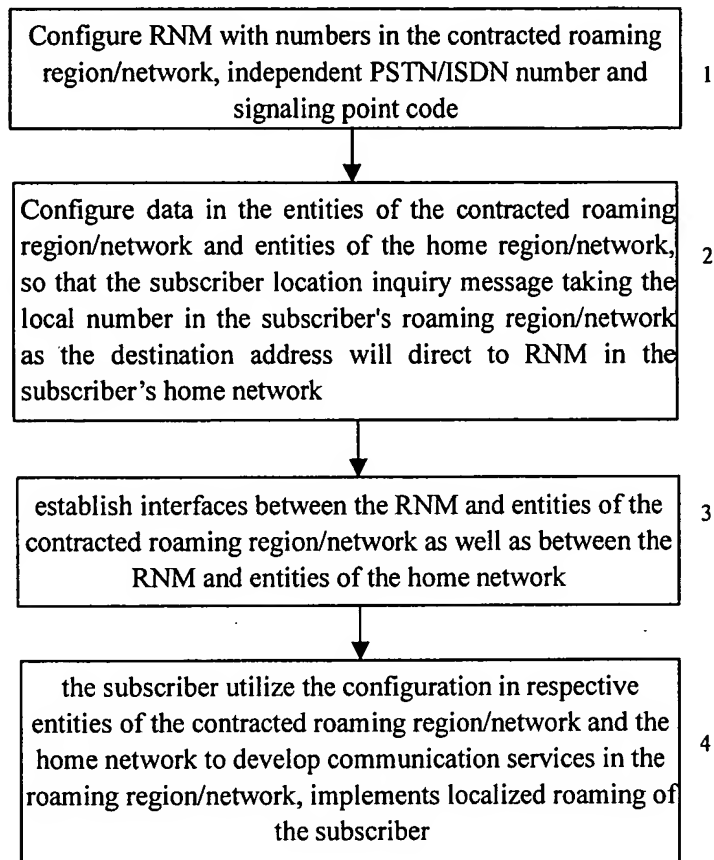 Configure RNM with numbers in the contracted roaming
region/network, independent PSTN/ISDN number and
signaling point code
1
Configure data in the entities of the contracted roaming
region/network and entities of the home region/network,
so that the subscriber location inquiry message taking the
local number in the subscriber's roaming region/network
as the destination address will direct to RNM in the
subscriber's home network
2
establish interfaces between the RNM and entities of the
contracted roaming region/network as well as between the
RNM and entities of the home network
3
the subscriber utilize the configuration in respective
entities of the contracted roaming region/network and the
home network to develop communication services in the
roaming region/network, implements localized roaming of
the subscriber
4